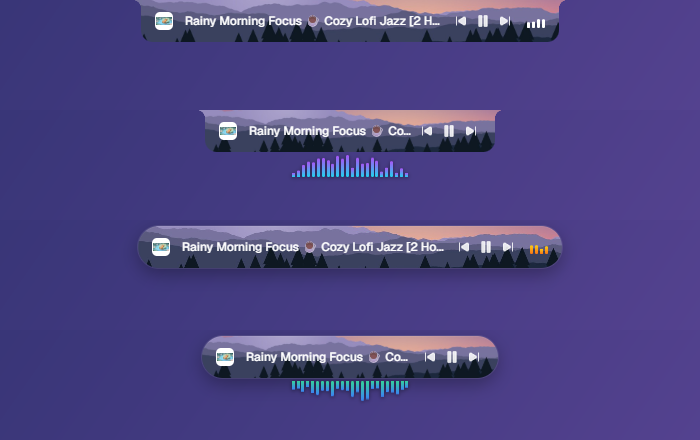 Rainy Morning Focus ☕ Cozy Lofi Jazz [2 H...
Rainy Morning Focus ☕ Co...
Rainy Morning Focus ☕ Cozy Lofi Jazz [2 Ho...
Rainy Morning Focus ☕ Co...